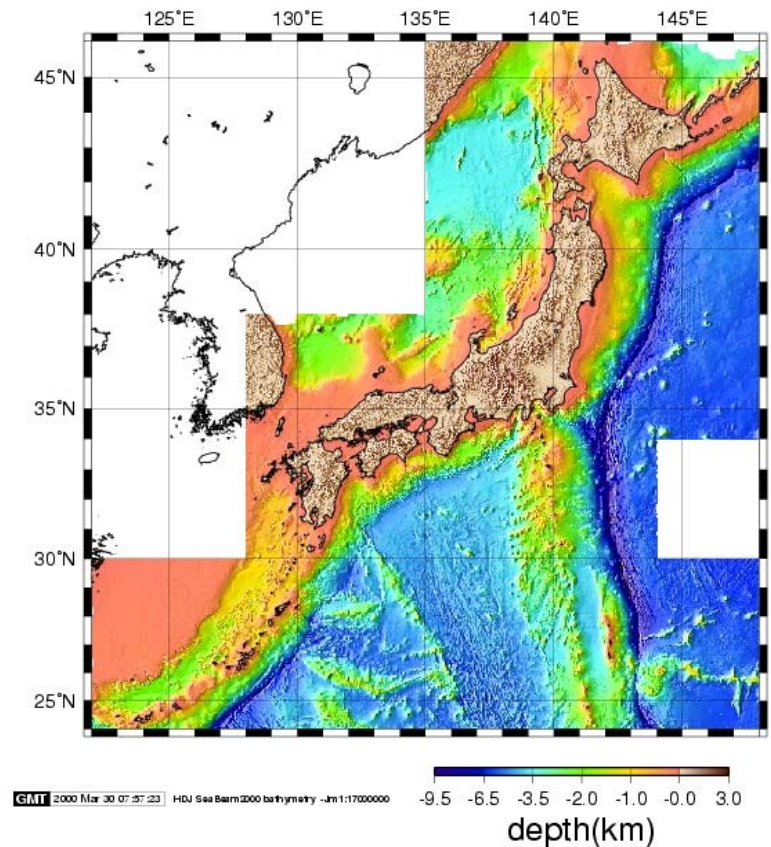 125°E 130°E 135°E 140°E 145°E
45°N
40°N
35°N
30°N
25°N
GMT 2000 Mar 30 07:57:23 HDJ SeaBeam2000 bathymetry -Jm1:17000000
-9.5 -6.5 -3.5 -2.0 -1.0 -0.0 3.0
depth(km)